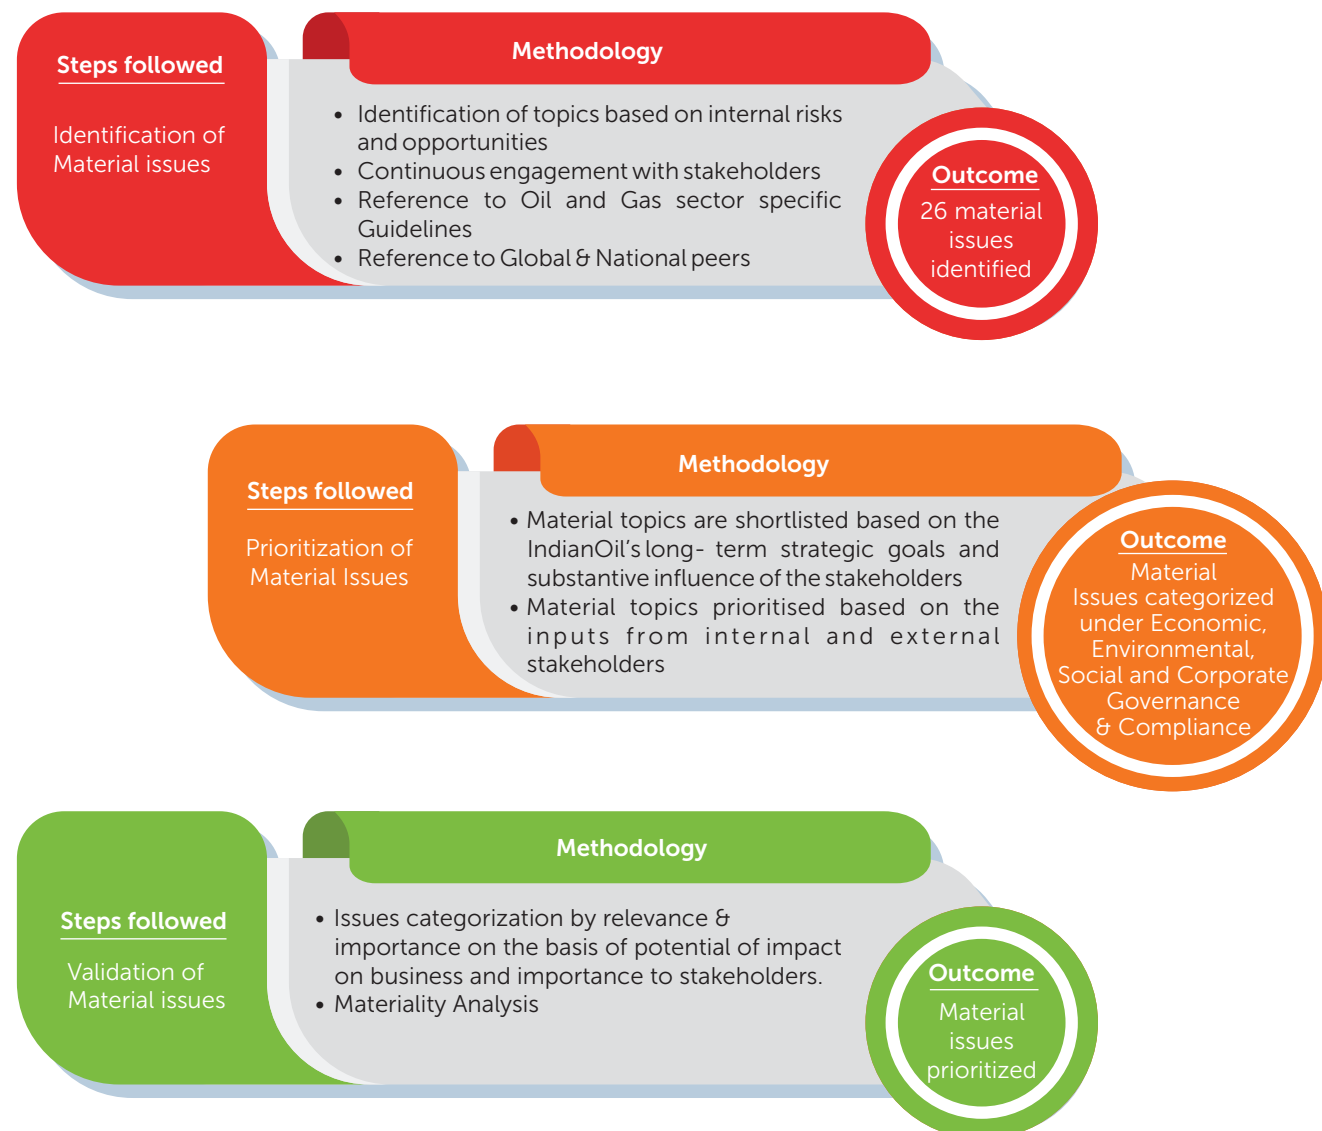 Steps followed
Identification of
Material issues
Methodology
• Identification of topics based on internal risks
and opportunities
• Continuous engagement with stakeholders
• Reference to Oil and Gas sector specific
Guidelines
• Reference to Global & National peers
Outcome
26 material
issues
identified
Steps followed
Prioritization of
Material Issues
Methodology
• Material topics are shortlisted based on the
IndianOil's long- term strategic goals and
substantive influence of the stakeholders
• Material topics prioritised based on the
inputs from internal and external
stakeholders
Outcome
Material
Issues categorized
under Economic,
Environmental,
Social and Corporate
Governance
& Compliance
Steps followed
Validation of
Material issues
Methodology
• Issues categorization by relevance &
importance on the basis of potential of impact
on business and importance to stakeholders.
• Materiality Analysis
Outcome
Material
issues
prioritized